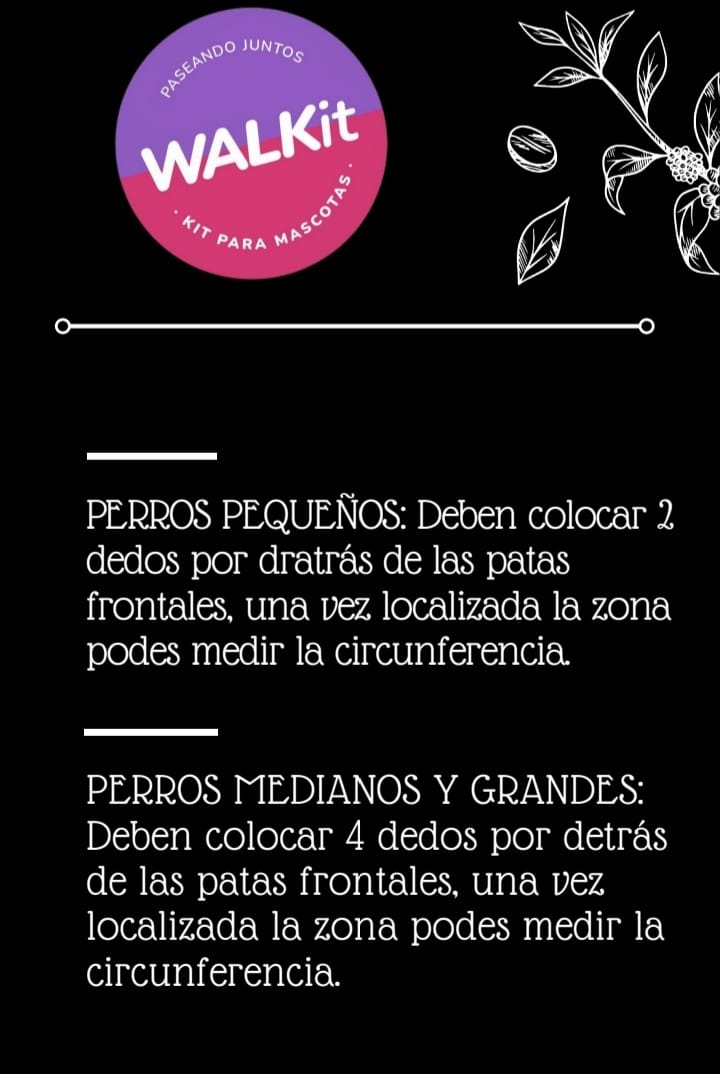 PASEANDO JUNTOS
WALKit
· KIT PARA MASCOTAS ·
PERROS PEQUEÑOS: Deben colocar 2
dedos por dratrás de las patas
frontales, una vez localizada la zona
podes medir la circunferencia.
PERROS MEDIANOS Y GRANDES:
Deben colocar 4 dedos por detrás
de las patas frontales, una vez
localizada la zona podes medir la
circunferencia.